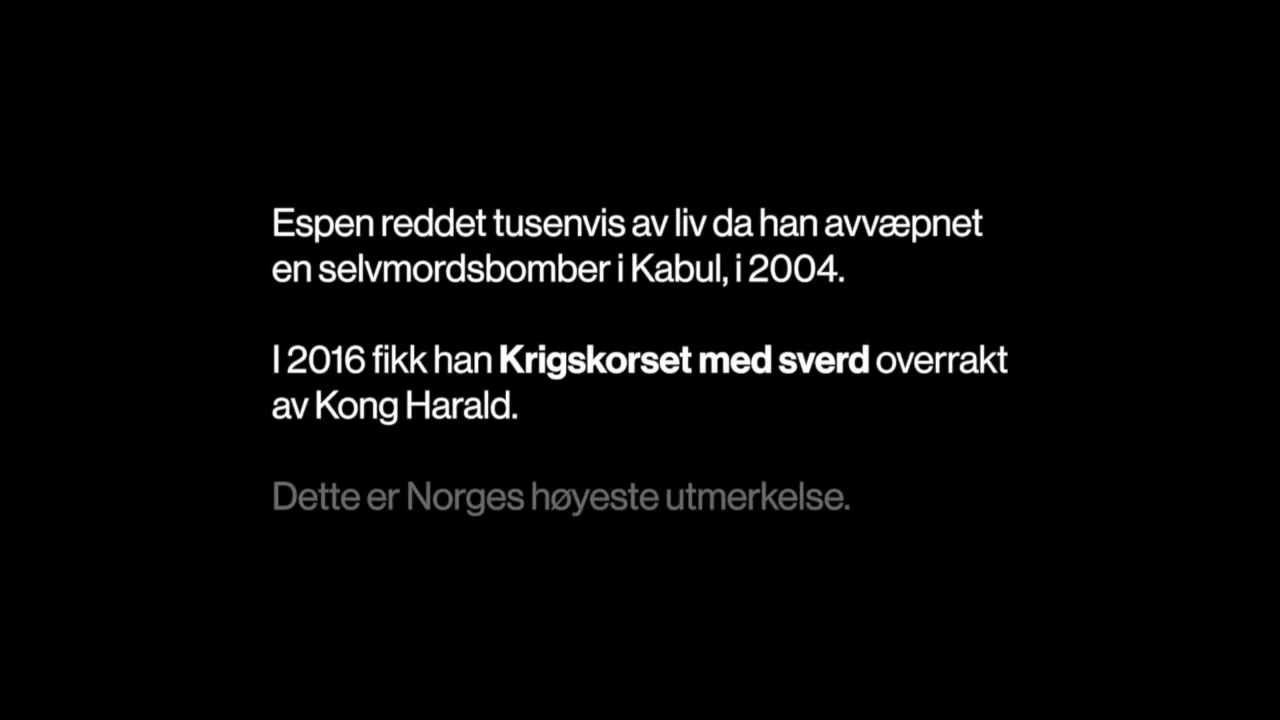 Espen reddet tusenvis av liv da han avvæpnet
en selvmordsbomber i Kabul, i 2004.
I 2016 fikk han Krigskorset med sverd overrakt
av Kong Harald.
Dette er Norges høyeste utmerkelse.